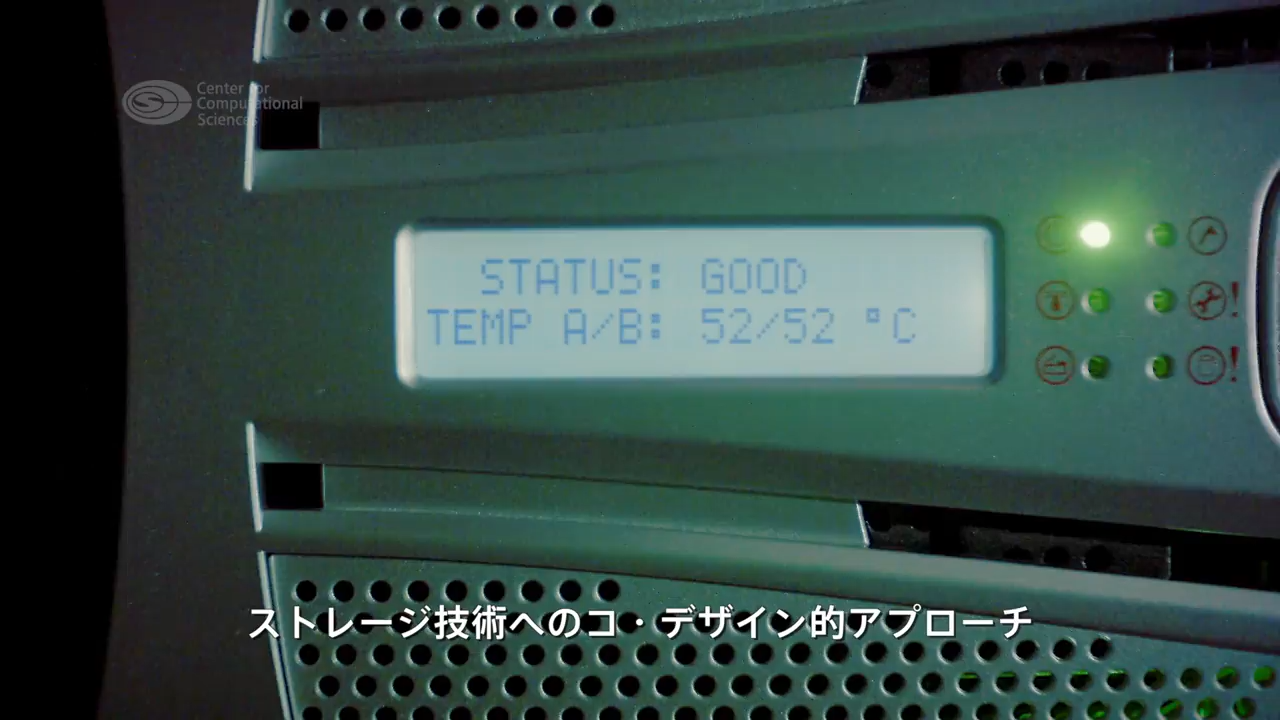 Center for
Computational
Sciences
STATUS: GOOD
TEMP A/B: 52/52 °C
ストレージ技術へのコ・デザイン的アプローチ